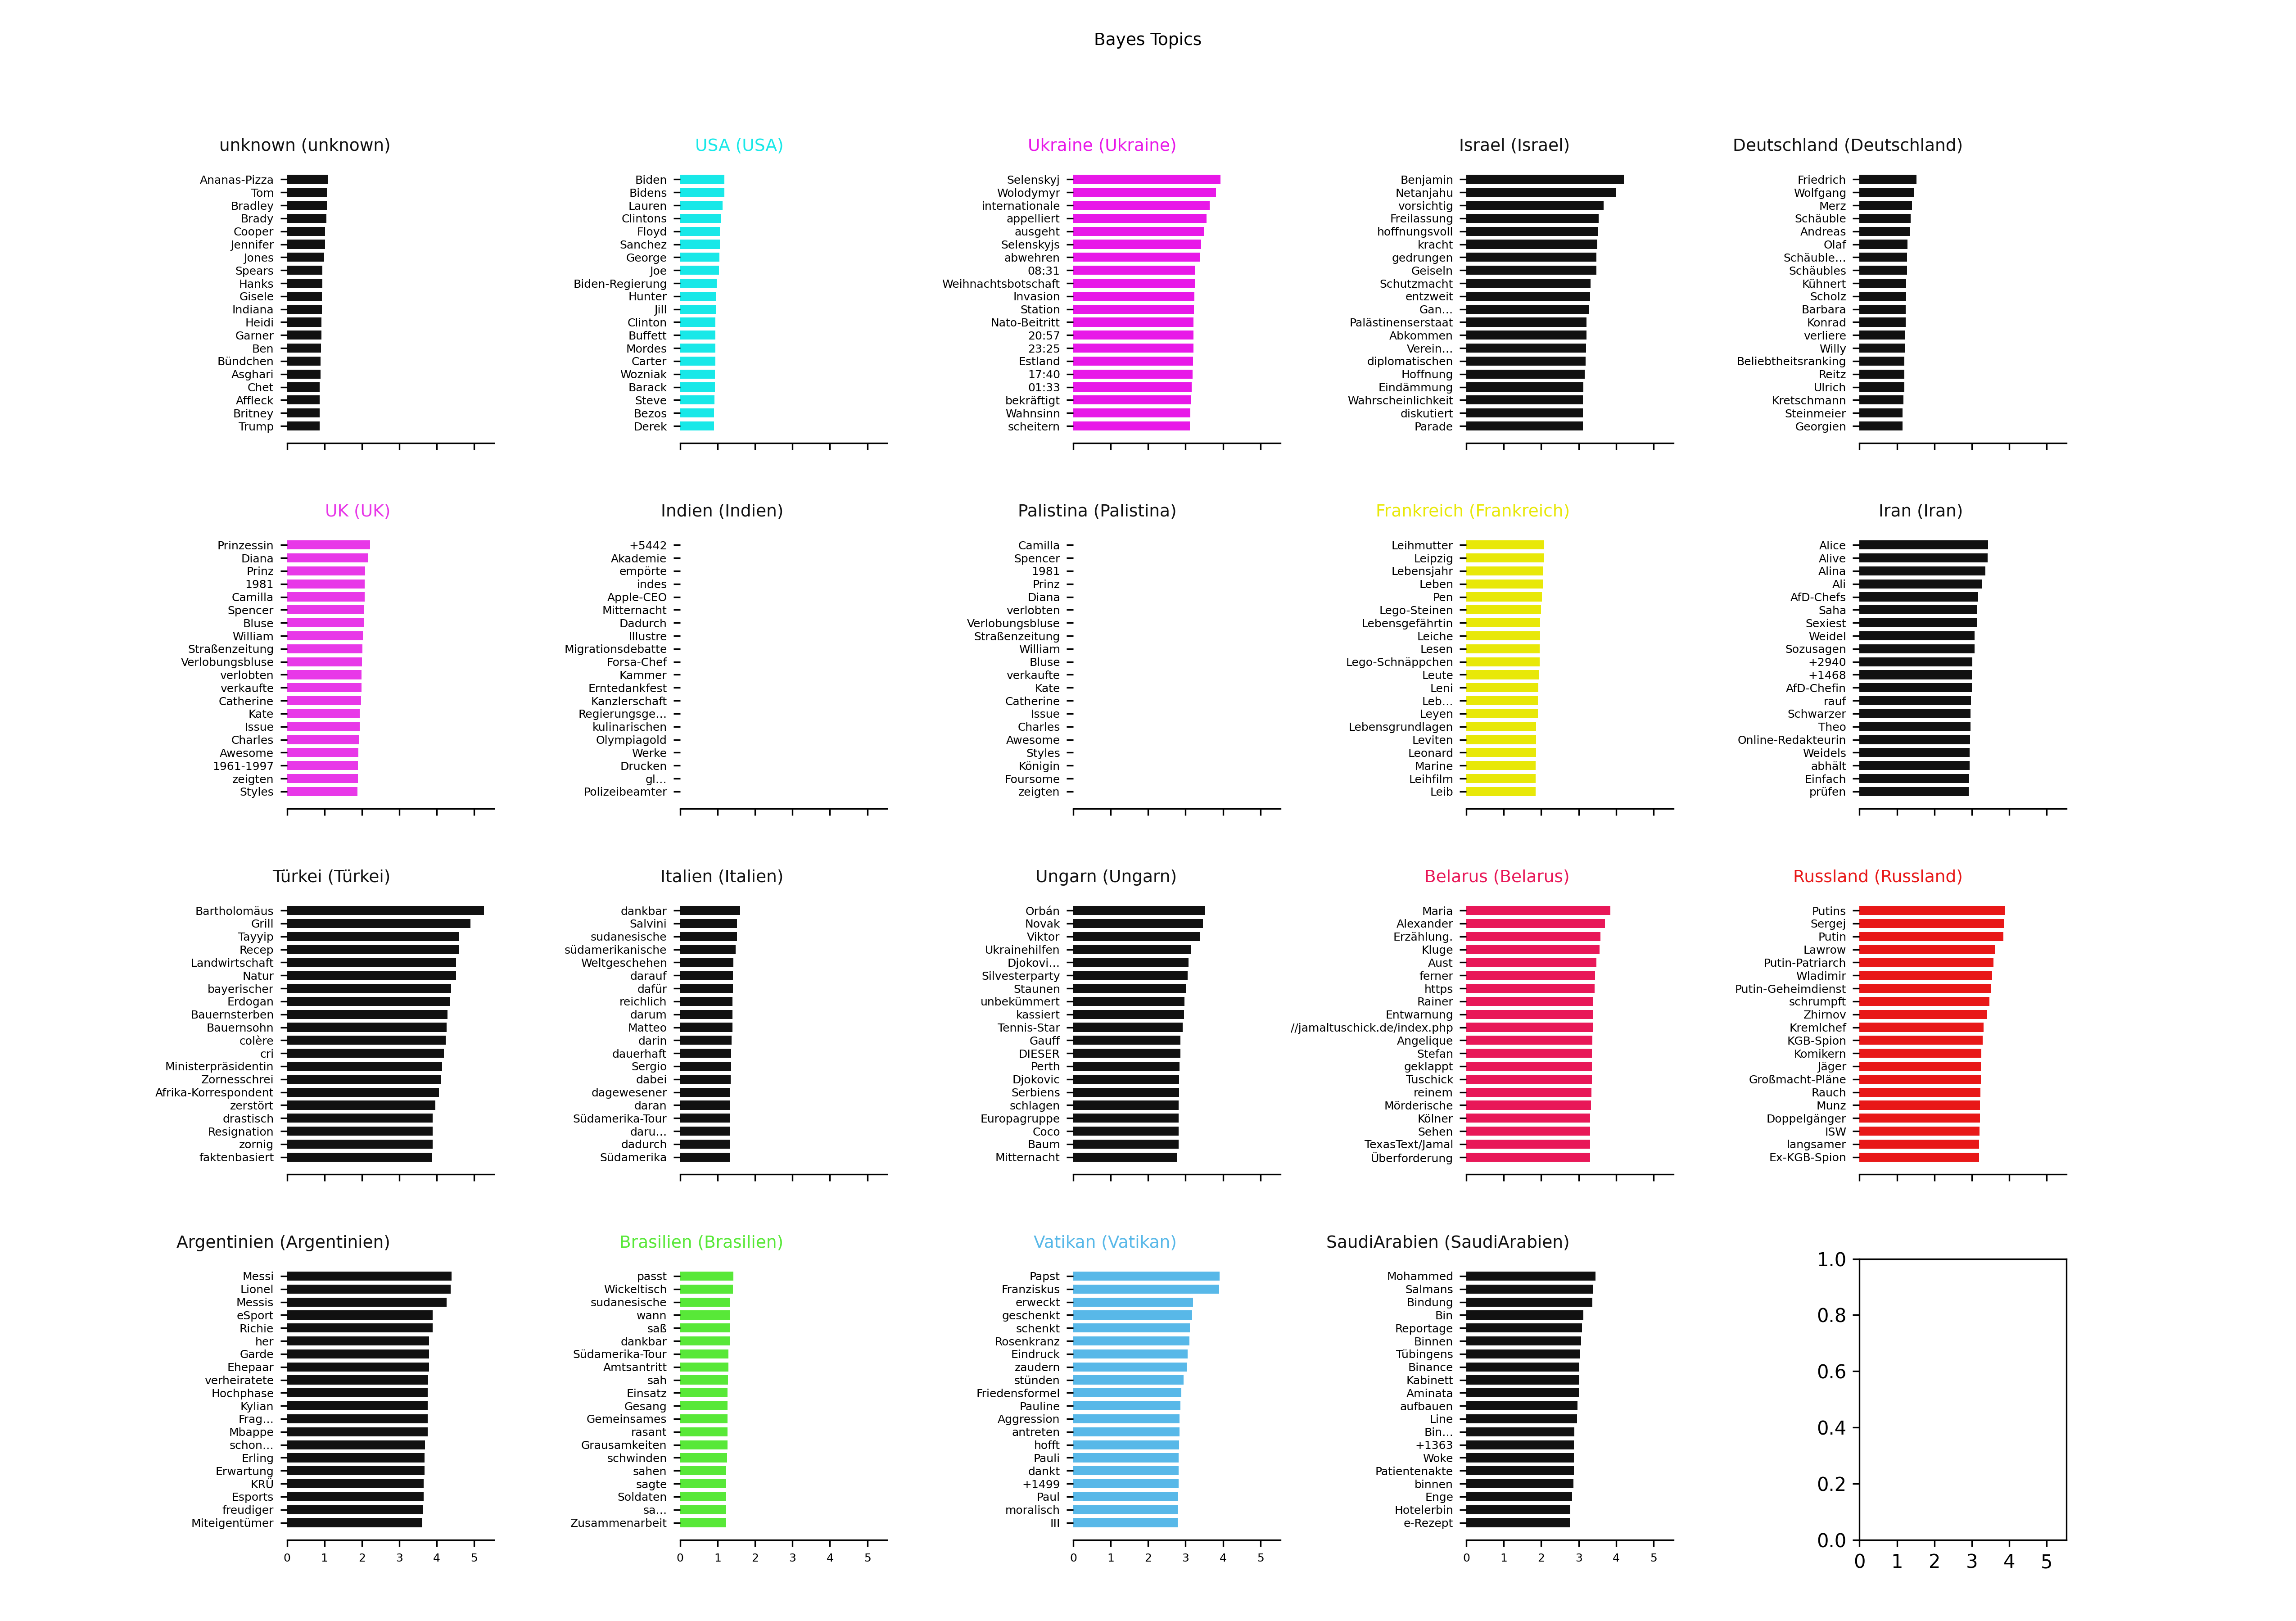 Bayes Topics
unknown (unknown)
Ananas-Pizza
Tom
Bradley
Brady
Cooper
Jennifer
Jones
Spears
Hanks
Gisele
Indiana
Heidi
Garner
Ben
Bündchen
Asghari
Chet
Affleck
Britney
Trump
USA (USA)
Biden
Bidens
Lauren
Clintons
Floyd
Sanchez
George
Joe
Biden-Regierung
Hunter
Jill
Clinton
Buffett
Mordes
Carter
Wozniak
Barack
Steve
Bezos
Derek
Ukraine (Ukraine)
Selenskyj
Wolodymyr
internationale
appelliert
ausgeht
Selenskyjs
abwehren
08:31
Weihnachtsbotschaft
Invasion
Station
Nato-Beitritt
20:57
23:25
Estland
17:40
01:33
bekräftigt
Wahnsinn
scheitern
Israel (Israel)
Benjamin
Netanjahu
vorsichtig
Freilassung
hoffnungsvoll
kracht
gedrungen
Geiseln
Schutzmacht
entzweit
Gan...
Palästinenserstaat
Abkommen
Verein...
diplomatischen
Hoffnung
Eindämmung
Wahrscheinlichkeit
diskutiert
Parade
Deutschland (Deutschland)
Friedrich
Wolfgang
Merz
Schäuble
Andreas
Olaf
Schäuble...
Schäubles
Kühnert
Scholz
Barbara
Konrad
verliere
Willy
Beliebtheitsranking
Reitz
Ulrich
Kretschmann
Steinmeier
Georgien
UK (UK)
Prinzessin
Diana
Prinz
1981
Camilla
Spencer
Bluse
William
Straßenzeitung
Verlobungsbluse
verlobten
verkaufte
Catherine
Kate
Issue
Charles
Awesome
1961-1997
zeigten
Styles
Indien (Indien)
+5442
Akademie
empörte
indes
Apple-CEO
Mitternacht
Dadurch
Illustre
Migrationsdebatte
Forsa-Chef
Kammer
Erntedankfest
Kanzlerschaft
Regierungsge...
kulinarischen
Olympiagold
Werke
Drucken
gl...
Polizeibeamter
Palistina (Palistina)
Camilla
Spencer
1981
Prinz
Diana
verlobten
Verlobungsbluse
Straßenzeitung
William
Bluse
verkaufte
Kate
Catherine
Issue
Charles
Awesome
Styles
Königin
Foursome
zeigten
Frankreich (Frankreich)
Leihmutter
Leipzig
Lebensjahr
Leben
Pen
Lego-Steinen
Lebensgefährtin
Leiche
Lesen
Lego-Schnäppchen
Leute
Leni
Leb...
Leyen
Lebensgrundlagen
Leviten
Leonard
Marine
Leihfilm
Leib
Iran (Iran)
Alice
Alive
Alina
Ali
AfD-Chefs
Saha
Sexiest
Weidel
Sozusagen
+2940
+1468
AfD-Chefin
rauf
Schwarzer
Theo
Online-Redakteurin
Weidels
abhält
Einfach
prüfen
Türkei (Türkei)
Bartholomäus
Grill
Tayyip
Recep
Landwirtschaft
Natur
bayerischer
Erdogan
Bauernsterben
Bauernsohn
colère
cri
Ministerpräsidentin
Zornesschrei
Afrika-Korrespondent
zerstört
drastisch
Resignation
zornig
faktenbasiert
Italien (Italien)
dankbar
Salvini
sudanesische
südamerikanische
Weltgeschehen
darauf
dafür
reichlich
darum
Matteo
darin
dauerhaft
Sergio
dabei
dagewesener
daran
Südamerika-Tour
daru...
dadurch
Südamerika
Ungarn (Ungarn)
Orbán
Novak
Viktor
Ukrainehilfen
Djokovi...
Silvesterparty
Staunen
unbekümmert
kassiert
Tennis-Star
Gauff
DIESER
Perth
Djokovic
Serbiens
schlagen
Europagruppe
Coco
Baum
Mitternacht
Belarus (Belarus)
Maria
Alexander
Erzählung.
Kluge
Aust
ferner
https
Rainer
Entwarnung
//jamaltuschick.de/index.php
Angelique
Stefan
geklappt
Tuschick
reinem
Mörderische
Kölner
Sehen
TexasText/Jamal
Überforderung
Russland (Russland)
Putins
Sergej
Putin
Lawrow
Putin-Patriarch
Wladimir
Putin-Geheimdienst
schrumpft
Zhirnov
Kremlchef
KGB-Spion
Komikern
Jäger
Großmacht-Pläne
Rauch
Munz
Doppelgänger
ISW
langsamer
Ex-KGB-Spion
Argentinien (Argentinien)
Messi
Lionel
Messis
eSport
Richie
her
Garde
Ehepaar
verheiratete
Hochphase
Kylian
Frag...
Mbappe
schon...
Erling
Erwartung
KRÜ
Esports
freudiger
Miteigentümer
0 1 2 3 4 5
Brasilien (Brasilien)
passt
Wickeltisch
sudanesische
wann
saß
dankbar
Südamerika-Tour
Amtsantritt
sah
Einsatz
Gesang
Gemeinsames
rasant
Grausamkeiten
schwinden
sahen
sagte
Soldaten
sa...
Zusammenarbeit
0 1 2 3 4 5
Vatikan (Vatikan)
Papst
Franziskus
erweckt
geschenkt
schenkt
Rosenkranz
Eindruck
zaudern
stünden
Friedensformel
Pauline
Aggression
antreten
hofft
Pauli
dankt
+1499
Paul
moralisch
III
0 1 2 3 4 5
SaudiArabien (SaudiArabien)
Mohammed
Salmans
Bindung
Bin
Reportage
Binnen
Tübingens
Binance
Kabinett
Aminata
aufbauen
Line
Bin...
+1363
Woke
Patientenakte
binnen
Enge
Hotelerbin
e-Rezept
0 1 2 3 4 5
1.0
0.8
0.6
0.4
0.2
0.0
0 1 2 3 4 5